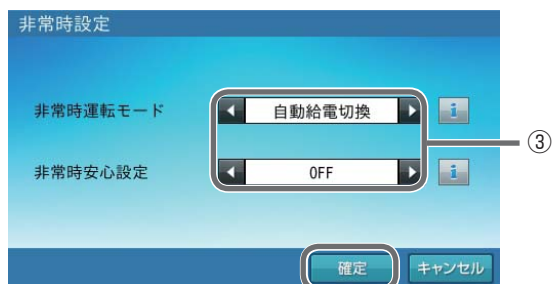 非常時設定
非常時運転モード
自動給電切換
i
③
非常時安心設定
OFF
i
確定
キャンセル